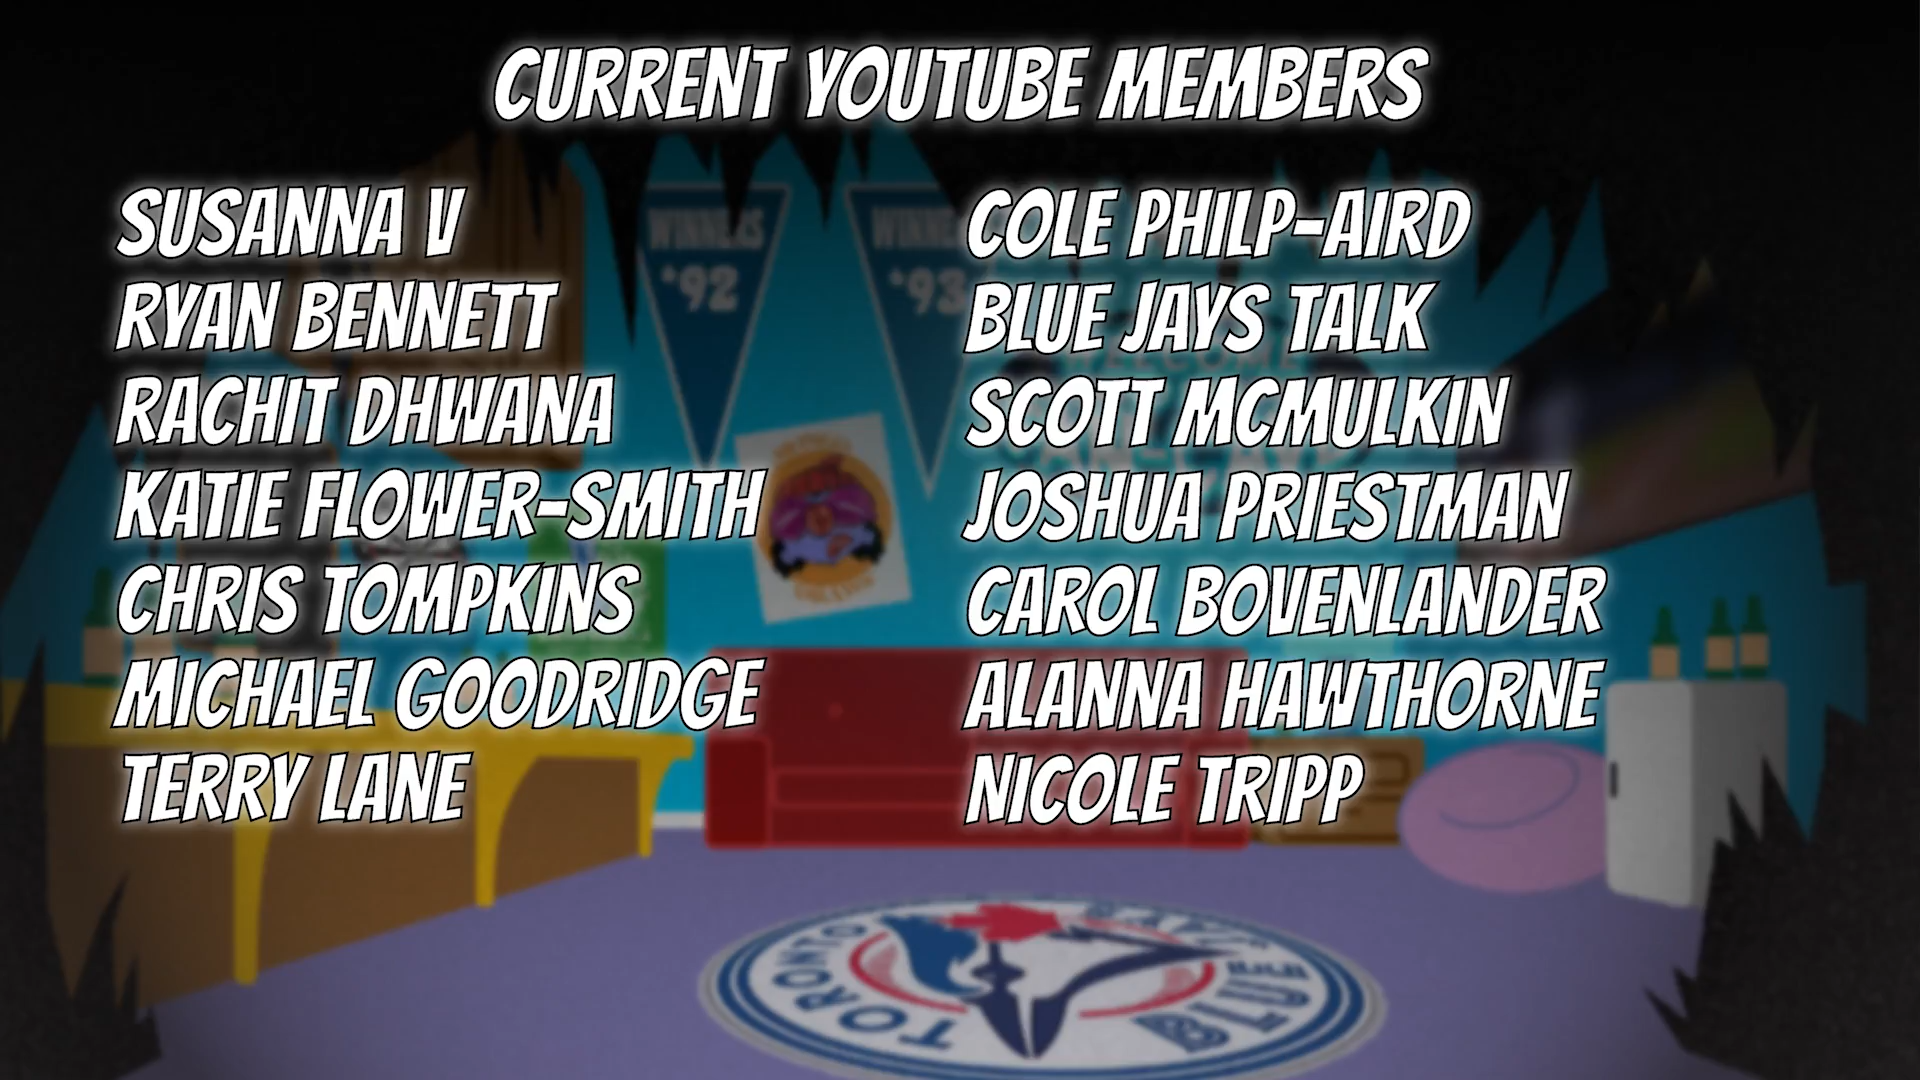 CURRENT YOUTUBE MEMBERS
SUSANNA V
RYAN BENNETT
RACHIT DHWANA
KATIE FLOWER-SMITH
CHRIS TOMPKINS
MICHAEL GOODRIDGE
TERRY LANE
COLE PHILP-AIRD
BLUE JAYS TALK
SCOTT MCMULKIN
JOSHUA PRIESTMAN
CAROL BOVENLANDER
ALANNA HAWTHORNE
NICOLE TRIPP
WINNERS
'92
'93
WELCOME
TORONTO
BLUE JAYS